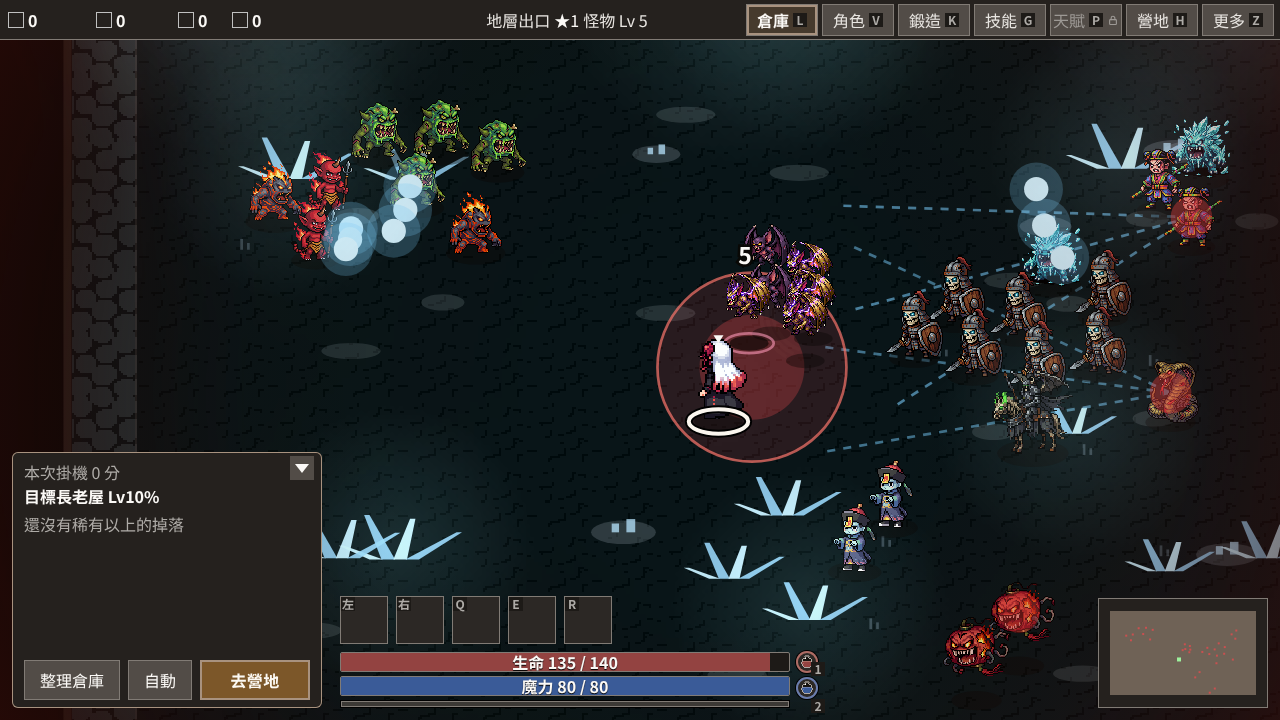 0 0 0 0
地層出口 ★1 怪物 Lv 5
倉庫 L 角色 V 鍛造 K 技能 G 天賦 P 營地 H 更多 Z
5
本次掛機 0 分
目標長老屋 Lv10%
還沒有稀有以上的掉落
整理倉庫 自動 去營地
左 右 Q E R
生命 135 / 140
1
魔力 80 / 80
2